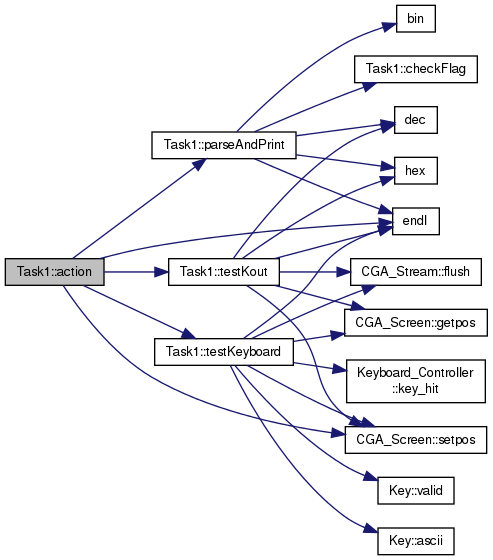 bin
Task1::checkFlag
dec
Task1::parseAndPrint
hex
endl
Task1::action
Task1::testKout
CGA_Stream::flush
CGA_Screen::getpos
Task1::testKeyboard
Keyboard_Controller
::key_hit
CGA_Screen::setpos
Key::valid
Key::ascii